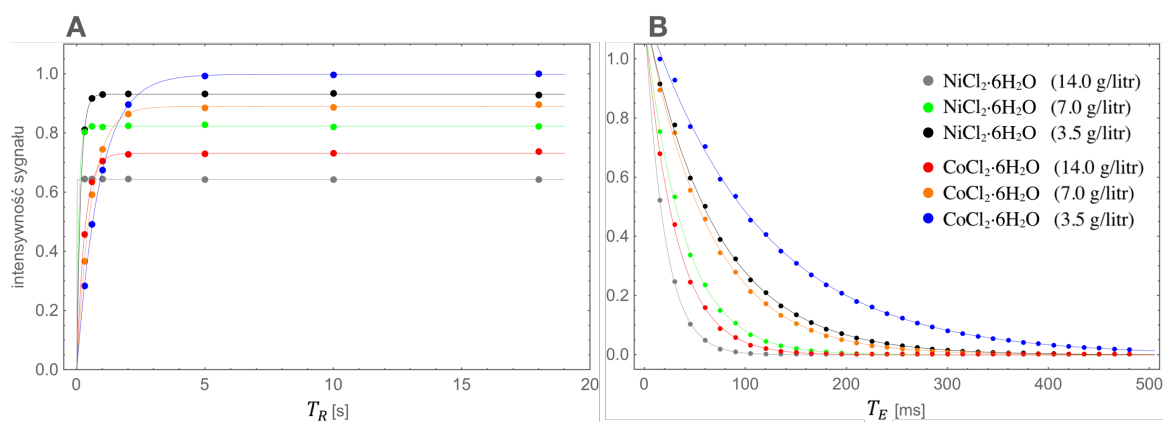 A
B
intensywność sygnału
1.0
0.8
0.6
0.4
0.2
0.0
0
5
10
15
20
T_R [s]
1.0
0.8
0.6
0.4
0.2
0.0
0
100
200
300
400
500
T_E [ms]
NiCl₂·6H₂O (14.0 g/litr)
NiCl₂·6H₂O (7.0 g/litr)
NiCl₂·6H₂O (3.5 g/litr)
CoCl₂·6H₂O (14.0 g/litr)
CoCl₂·6H₂O (7.0 g/litr)
CoCl₂·6H₂O (3.5 g/litr)